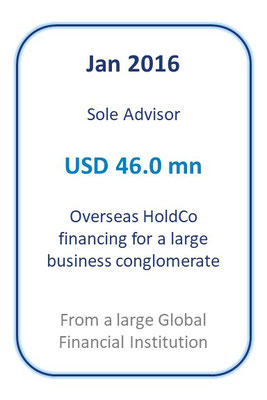 Jan 2016
Sole Advisor
USD 46.0 mn
Overseas HoldCo
financing for a large
business conglomerate
From a large Global
Financial Institution